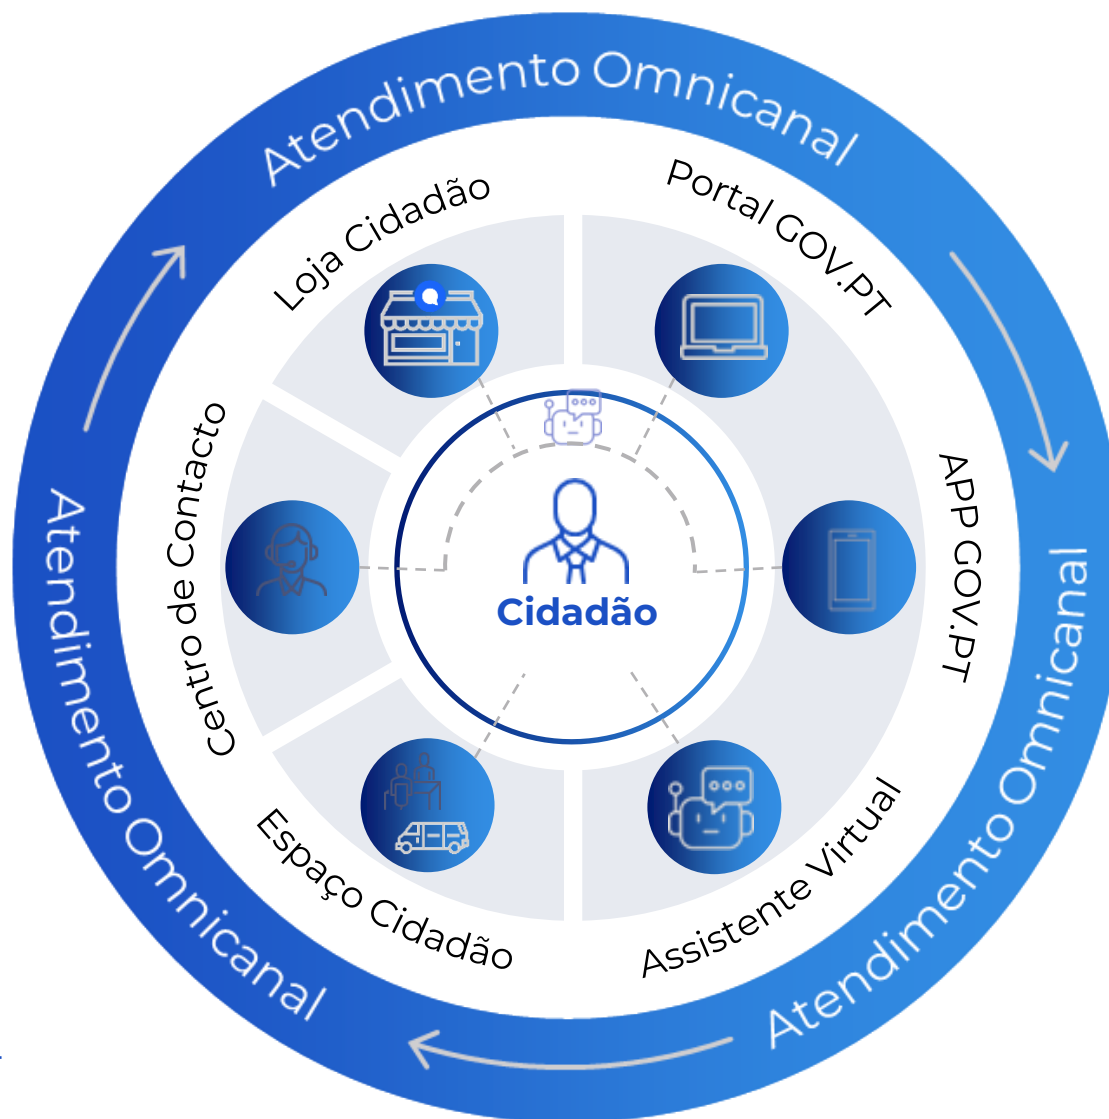 Atendimento Omnicanal
Loja Cidadão
Portal GOV.PT
Centro de Contacto
APP GOV.PT
Cidadão
Atendimento Omnicanal
Atendimento Omnicanal
Espaço Cidadão
Assistente Virtual